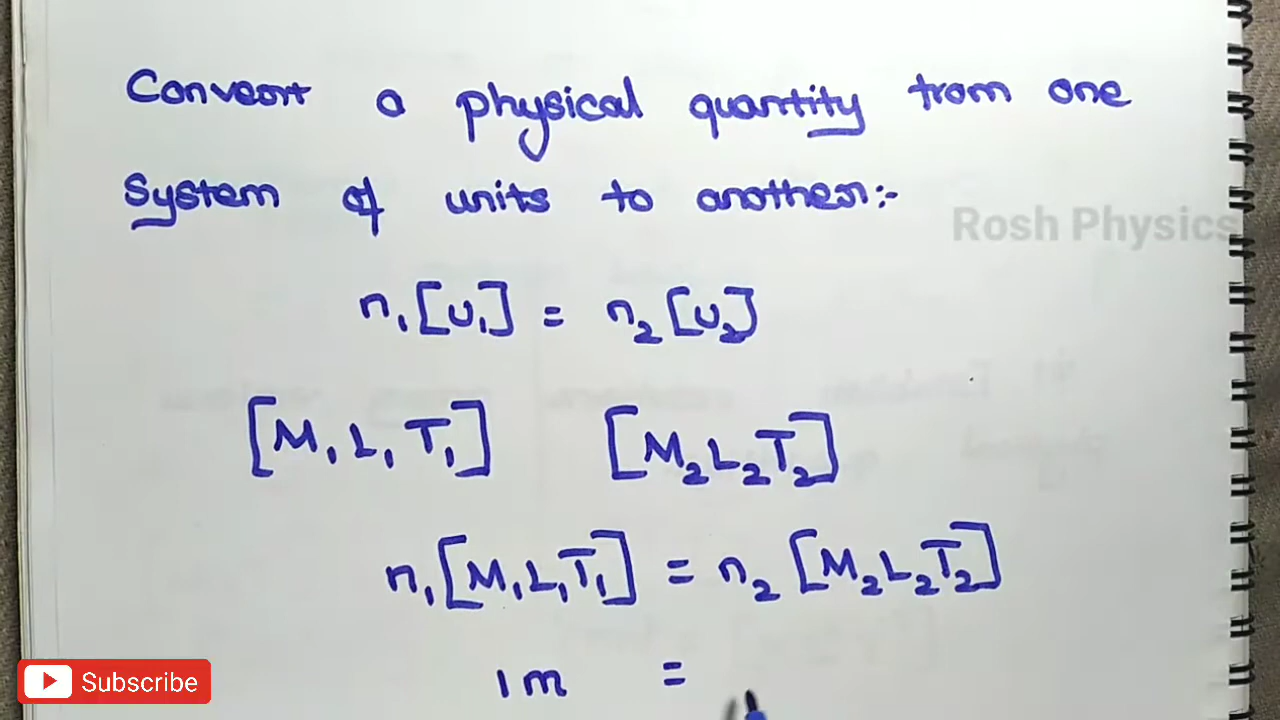 Convert a physical quantity from one
System of units to another:-
Rosh Physics
n₁[U₁] = n₂[U₂]
[M₁L₁T₁] [M₂L₂T₂]
n₁[M₁L₁T₁] = n₂[M₂L₂T₂]
1m =
Subscribe